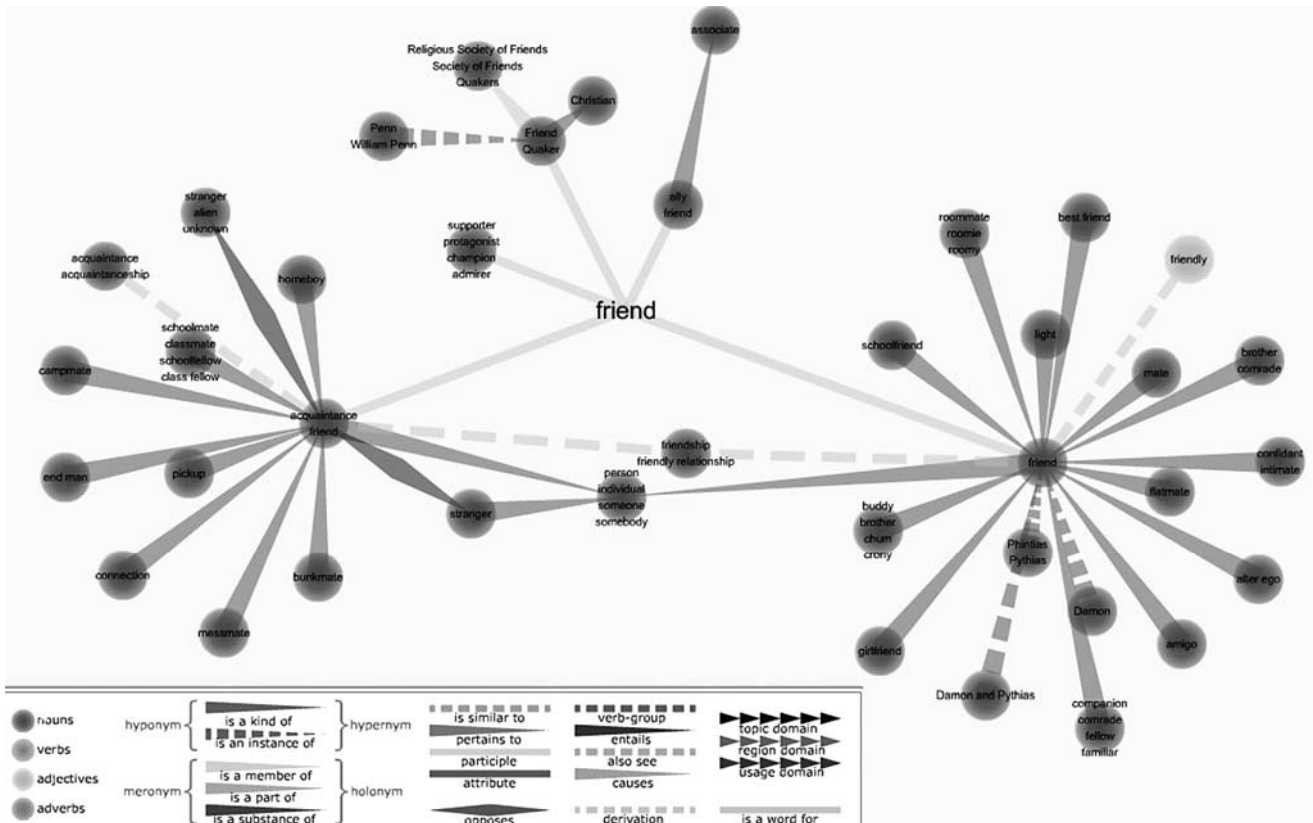 associate
Religious Society of Friends
Society of Friends
Quakers
Christian
Penn
William Penn
Friend
Quaker
ally
friend
stranger
alien
unknown
supporter
protagonist
champion
admirer
roommate
roomie
roomy
best friend
friendly
acquaintance
acquaintanceship
homeboy
friend
schoolmate
classmate
schoolfellow
class fellow
schoolfriend
light
brother
comrade
campmate
mate
acquaintance
friend
friendship
friendly relationship
friend
confidant
intimate
end man
pickup
person
individual
someone
somebody
stranger
flatmate
buddy
brother
chum
crony
Phintias
Pythias
connection
bunkmate
alter ego
Damon
messmate
girlfriend
amigo
Damon and Pythias
companion
comrade
fellow
familiar
nouns
verbs
adjectives
adverbs
hyponym
is a kind of
is an instance of
hypernym
meronym
is a member of
is a part of
is a substance of
holonym
is similar to
pertains to
participle
attribute
opposes
verb-group
entails
also see
causes
derivation
topic domain
region domain
usage domain
is a word for